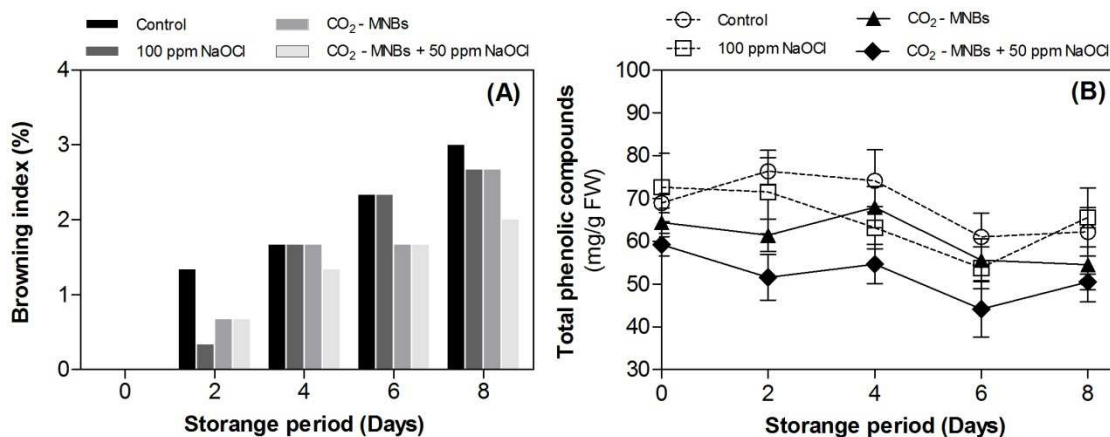 Control
CO₂ - MNBs
100 ppm NaOCl
CO₂ - MNBs + 50 ppm NaOCl
(A)
Browning index (%)
4
3
2
1
0
0 2 4 6 8
Storange period (Days)
Control
CO₂ - MNBs
100 ppm NaOCl
CO₂ - MNBs + 50 ppm NaOCl
(B)
Total phenolic compounds
(mg/g FW)
100
90
80
70
60
50
40
30
0 2 4 6 8
Storange period (Days)